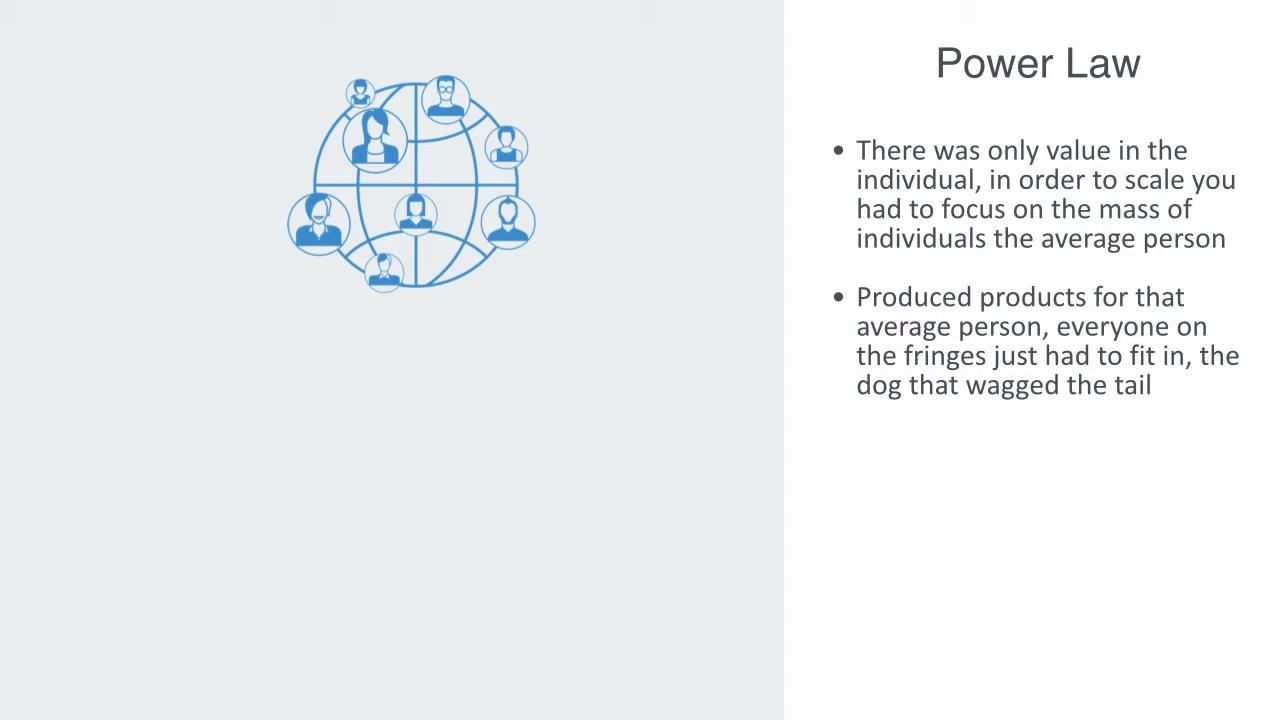 Power Law
• There was only value in the
individual, in order to scale you
had to focus on the mass of
individuals the average person
• Produced products for that
average person, everyone on
the fringes just had to fit in, the
dog that wagged the tail